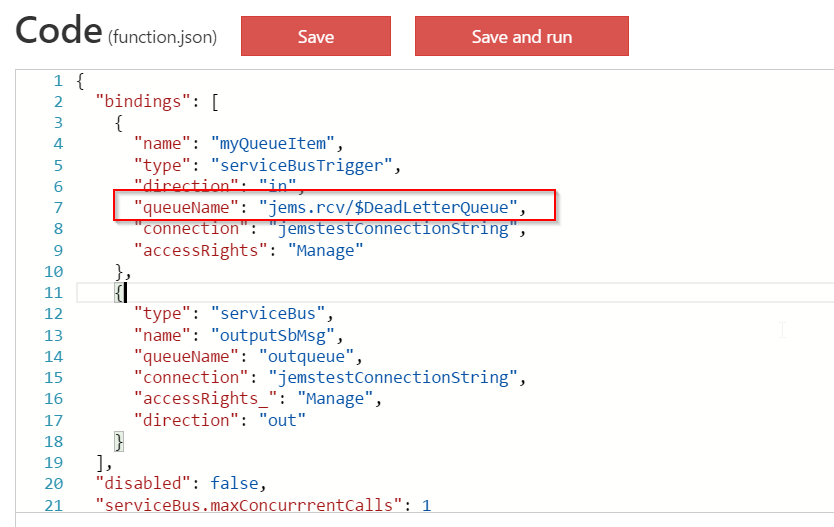 Code (function.json) Save Save and run
1 {
2 "bindings": [
3 {
4 "name": "myQueueItem",
5 "type": "serviceBusTrigger",
6 "direction": "in",
7 "queueName": "jems.rcv/$DeadLetterQueue",
8 "connection": "jemstestConnectionString",
9 "accessRights": "Manage"
10 },
11 {
12 "type": "serviceBus",
13 "name": "outputSbMsg",
14 "queueName": "outqueue",
15 "connection": "jemstestConnectionString",
16 "accessRights_": "Manage",
17 "direction": "out"
18 }
19 ],
20 "disabled": false,
21 "serviceBus.maxConcurrrentCalls": 1